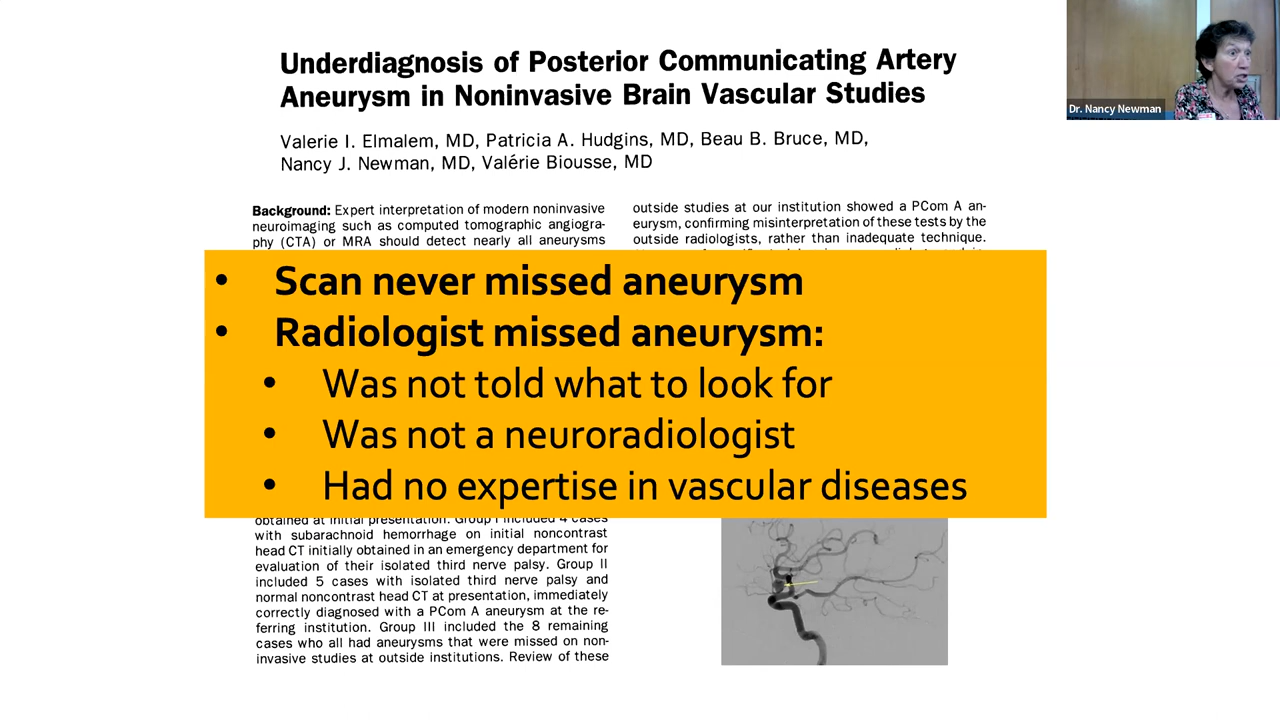 Underdiagnosis of Posterior Communicating Artery
Aneurysm in Noninvasive Brain Vascular Studies
Valerie I. Elmalem, MD, Patricia A. Hudgins, MD, Beau B. Bruce, MD,
Nancy J. Newman, MD, Valérie Biousse, MD
Background: Expert interpretation of modern noninvasive
neuroimaging such as computed tomographic angiogra-
phy (CTA) or MRA should detect nearly all aneurysms
outside studies at our institution showed a PCom A an-
eurysm, confirming misinterpretation of these tests by the
outside radiologists, rather than inadequate technique.
• Scan never missed aneurysm
• Radiologist missed aneurysm:
• Was not told what to look for
• Was not a neuroradiologist
• Had no expertise in vascular diseases
obtained at initial presentation. Group I included 4 cases
with subarachnoid hemorrhage on initial noncontrast
head CT initially obtained in an emergency department for
evaluation of their isolated third nerve palsy. Group II
included 5 cases with isolated third nerve palsy and
normal noncontrast head CT at presentation, immediately
correctly diagnosed with a PCom A aneurysm at the re-
ferring institution. Group III included the 8 remaining
cases who all had aneurysms that were missed on non-
invasive studies at outside institutions. Review of these
Dr. Nancy Newman